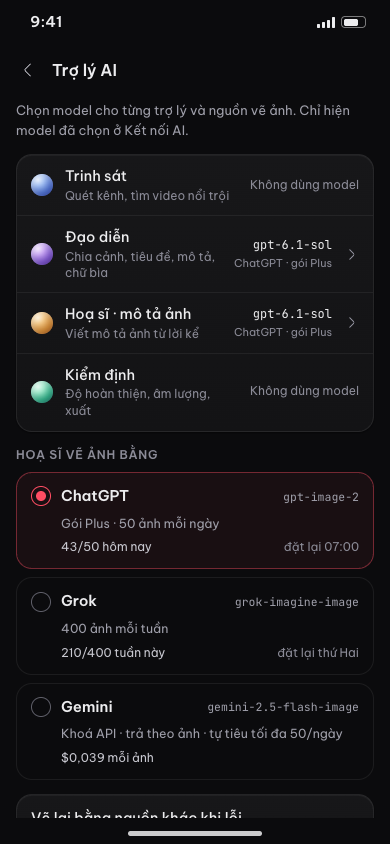 9:41
Trợ lý AI
Chọn model cho từng trợ lý và nguồn vẽ ảnh. Chỉ hiện
model đã chọn ở Kết nối AI.
Trinh sát
Quét kênh, tìm video nổi trội
Không dùng model
Đạo diễn
Chia cảnh, tiêu đề, mô tả,
chữ bìa
gpt-6.1-sol
ChatGPT · gói Plus
Hoạ sĩ · mô tả ảnh
Viết mô tả ảnh từ lời kể
gpt-6.1-sol
ChatGPT · gói Plus
Kiểm định
Độ hoàn thiện, âm lượng,
xuất
Không dùng model
HOẠ SĨ VẼ ẢNH BẰNG
ChatGPT
gpt-image-2
Gói Plus · 50 ảnh mỗi ngày
43/50 hôm nay
đặt lại 07:00
Grok
grok-imagine-image
400 ảnh mỗi tuần
210/400 tuần này
đặt lại thứ Hai
Gemini
gemini-2.5-flash-image
Khoá API · trả theo ảnh · tự tiêu tối đa 50/ngày
$0,039 mỗi ảnh
Vẽ lại bằng nguồn khác khi lỗi